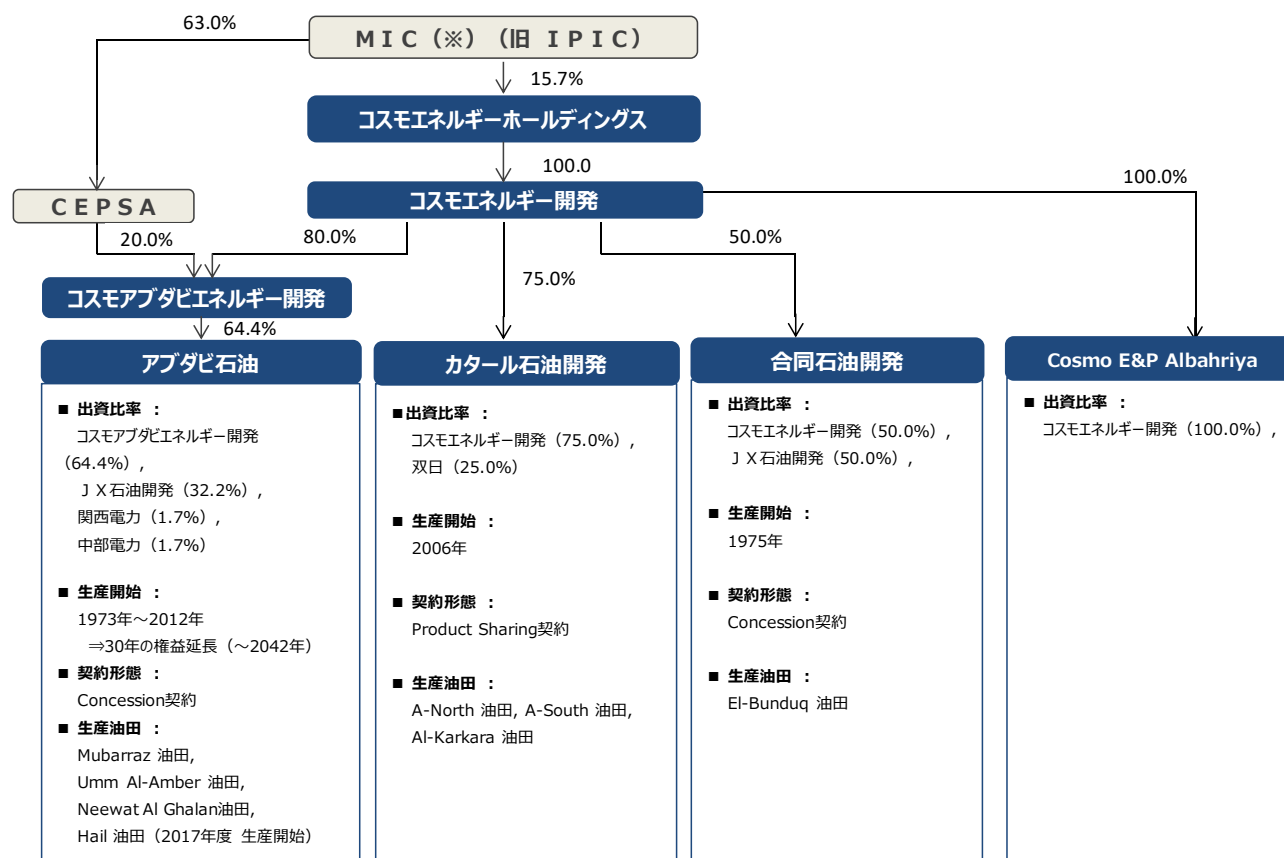 63.0%
ＭＩＣ（※）（旧 ＩＰＩＣ）
15.7%
コスモエネルギーホールディングス
100.0
コスモエネルギー開発
100.0%
ＣＥＰＳＡ
20.0%
80.0%
50.0%
75.0%
コスモアブダビエネルギー開発
64.4%
アブダビ石油
■ 出資比率 ：
コスモアブダビエネルギー開発
（64.4%）,
ＪＸ石油開発（32.2%）,
関西電力（1.7%）,
中部電力（1.7%）
■ 生産開始 ：
1973年～2012年
⇒30年の権益延長（～2042年）
■ 契約形態 ：
Concession契約
■ 生産油田 ：
Mubarraz 油田,
Umm Al-Amber 油田,
Neewat Al Ghalan油田,
Hail 油田（2017年度 生産開始）
カタール石油開発
■出資比率 ：
コスモエネルギー開発（75.0%）,
双日（25.0%）
■ 生産開始 ：
2006年
■ 契約形態 ：
Product Sharing契約
■ 生産油田 ：
A-North 油田, A-South 油田,
Al-Karkara 油田
合同石油開発
■ 出資比率 ：
コスモエネルギー開発（50.0%）,
ＪＸ石油開発（50.0%）,
■ 生産開始 ：
1975年
■ 契約形態 ：
Concession契約
■ 生産油田 ：
El-Bunduq 油田
Cosmo E&P Albahriya
■ 出資比率 ：
コスモエネルギー開発（100.0%）,